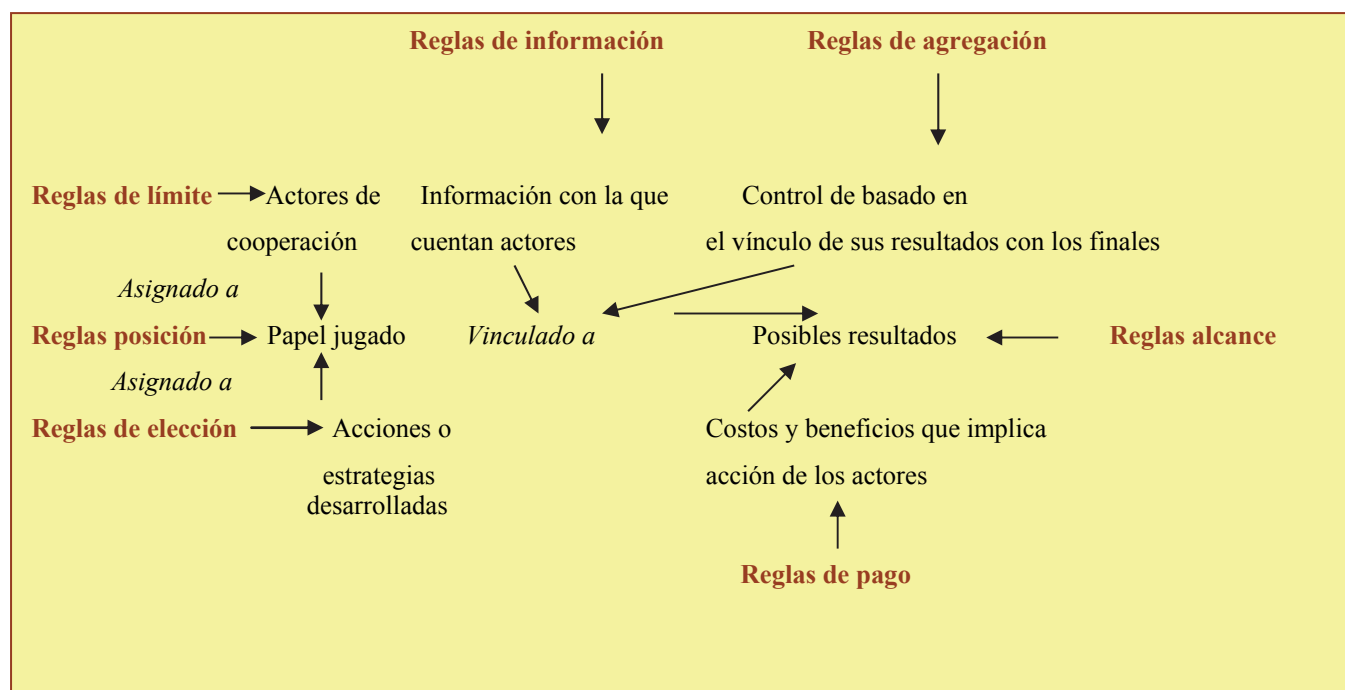 Reglas de información Reglas de agregación
Reglas de límite Actores de Información con la que Control de basado en
cooperación cuentan actores el vínculo de sus resultados con los finales
Asignado a
Reglas posición Papel jugado Vinculado a Posibles resultados Reglas alcance
Asignado a
Reglas de elección Acciones o Costos y beneficios que implica
estrategias acción de los actores
desarrolladas
Reglas de pago